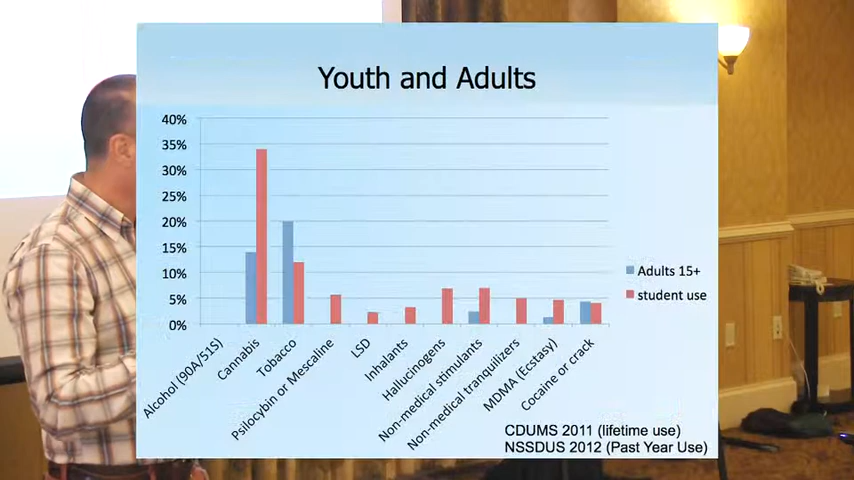 Youth and Adults
40%
35%
30%
25%
20%
15%
10%
5%
0%
Alcohol (90A/51S)
Cannabis
Tobacco
Psilocybin or Mescaline
LSD
Inhalants
Hallucinogens
Non-medical stimulants
Non-medical tranquilizers
MDMA (Ecstasy)
Cocaine or crack
Adults 15+
student use
CDUMS 2011 (lifetime use)
NSSDUS 2012 (Past Year Use)